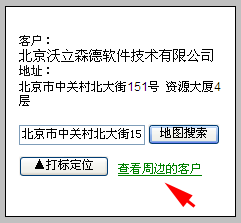 客户：
北京沃立森德软件技术有限公司
地址：
北京市中关村北大街151号 资源大厦4
层
北京市中关村北大街15 地图搜索
▲打标定位 查看周边的客户